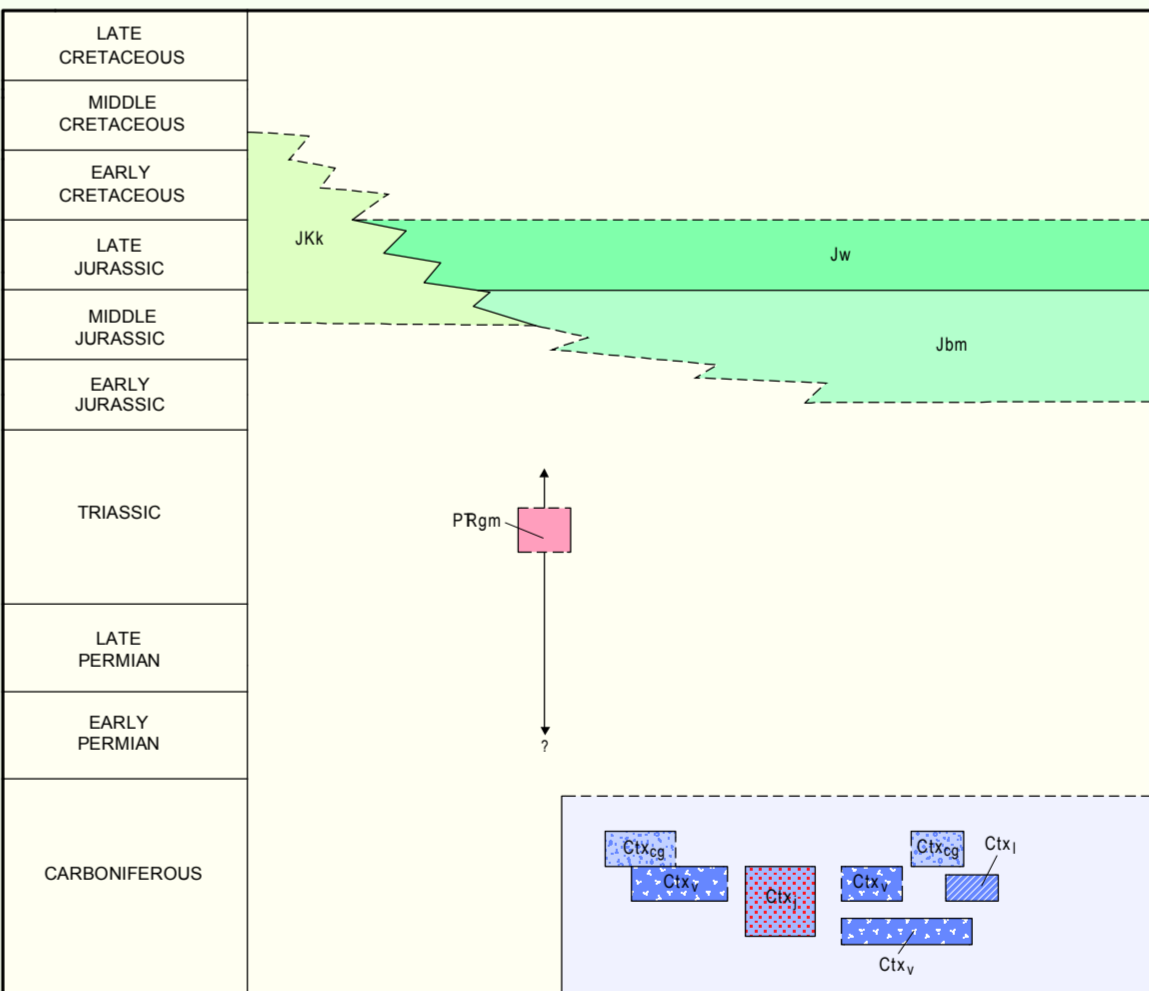 LATE
CRETACEOUS
MIDDLE
CRETACEOUS
EARLY
CRETACEOUS
LATE
JURASSIC
MIDDLE
JURASSIC
EARLY
JURASSIC
TRIASSIC
LATE
PERMIAN
EARLY
PERMIAN
CARBONIFEROUS
JKk
Jw
Jbm
PTRgm
?
Ctxcg
Ctxv
Ctxj
Ctxv
Ctxcg
Ctxl
Ctxv